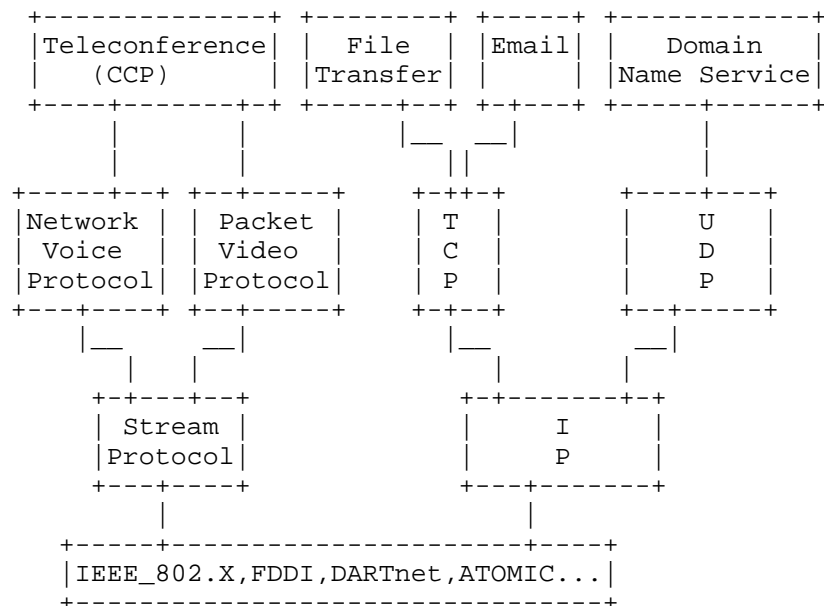 Teleconference File Email Domain
(CCP) Transfer Name Service
Network Packet T U
Voice Video C D
Protocol Protocol P P
Stream I
Protocol P
IEEE_802.X,FDDI,DARTnet,ATOMIC...